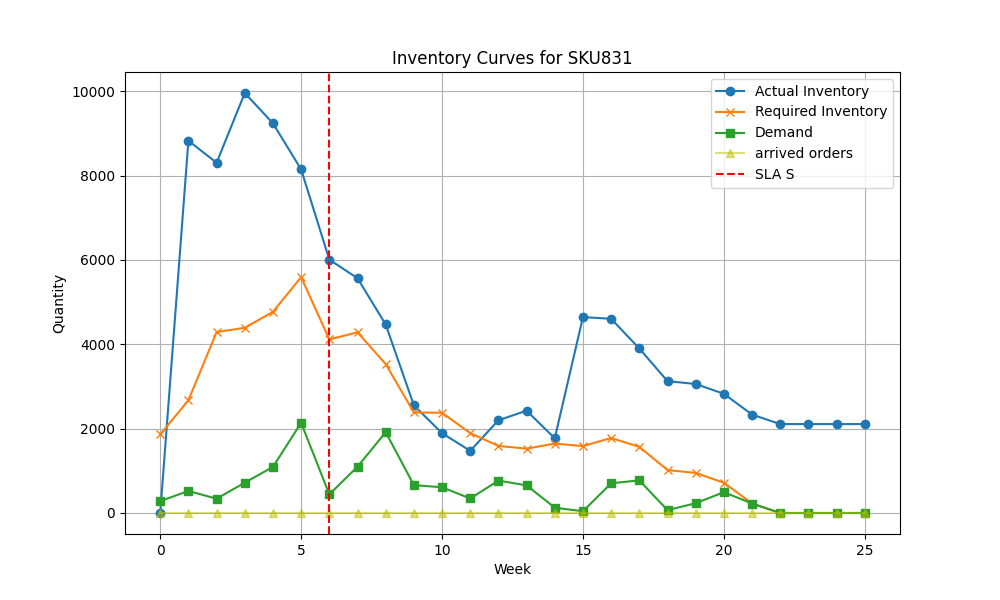 Inventory Curves for SKU831
Actual Inventory
Required Inventory
Demand
arrived orders
SLA S
Quantity
10000
8000
6000
4000
2000
0
0 5 10 15 20 25
Week